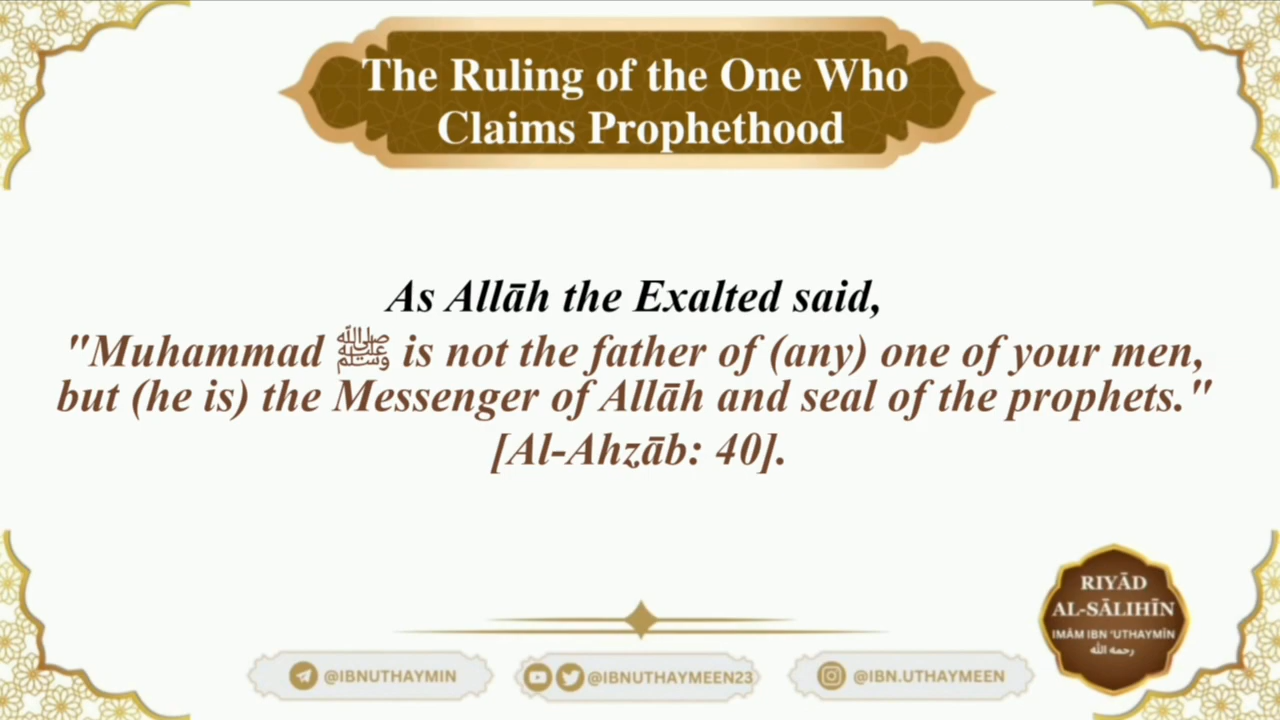 The Ruling of the One Who
Claims Prophethood
As Allāh the Exalted said,
"Muhammad ﷺ is not the father of (any) one of your men,
but (he is) the Messenger of Allāh and seal of the prophets."
[Al-Ahzāb: 40].
RIYĀD
AL-SĀLIHĪN
IMĀM IBN ʿUTHAYMĪN
رحمه الله
@IBNUTHAYMIN
@IBNUTHAYMEEN23
@IBN.UTHAYMEEN